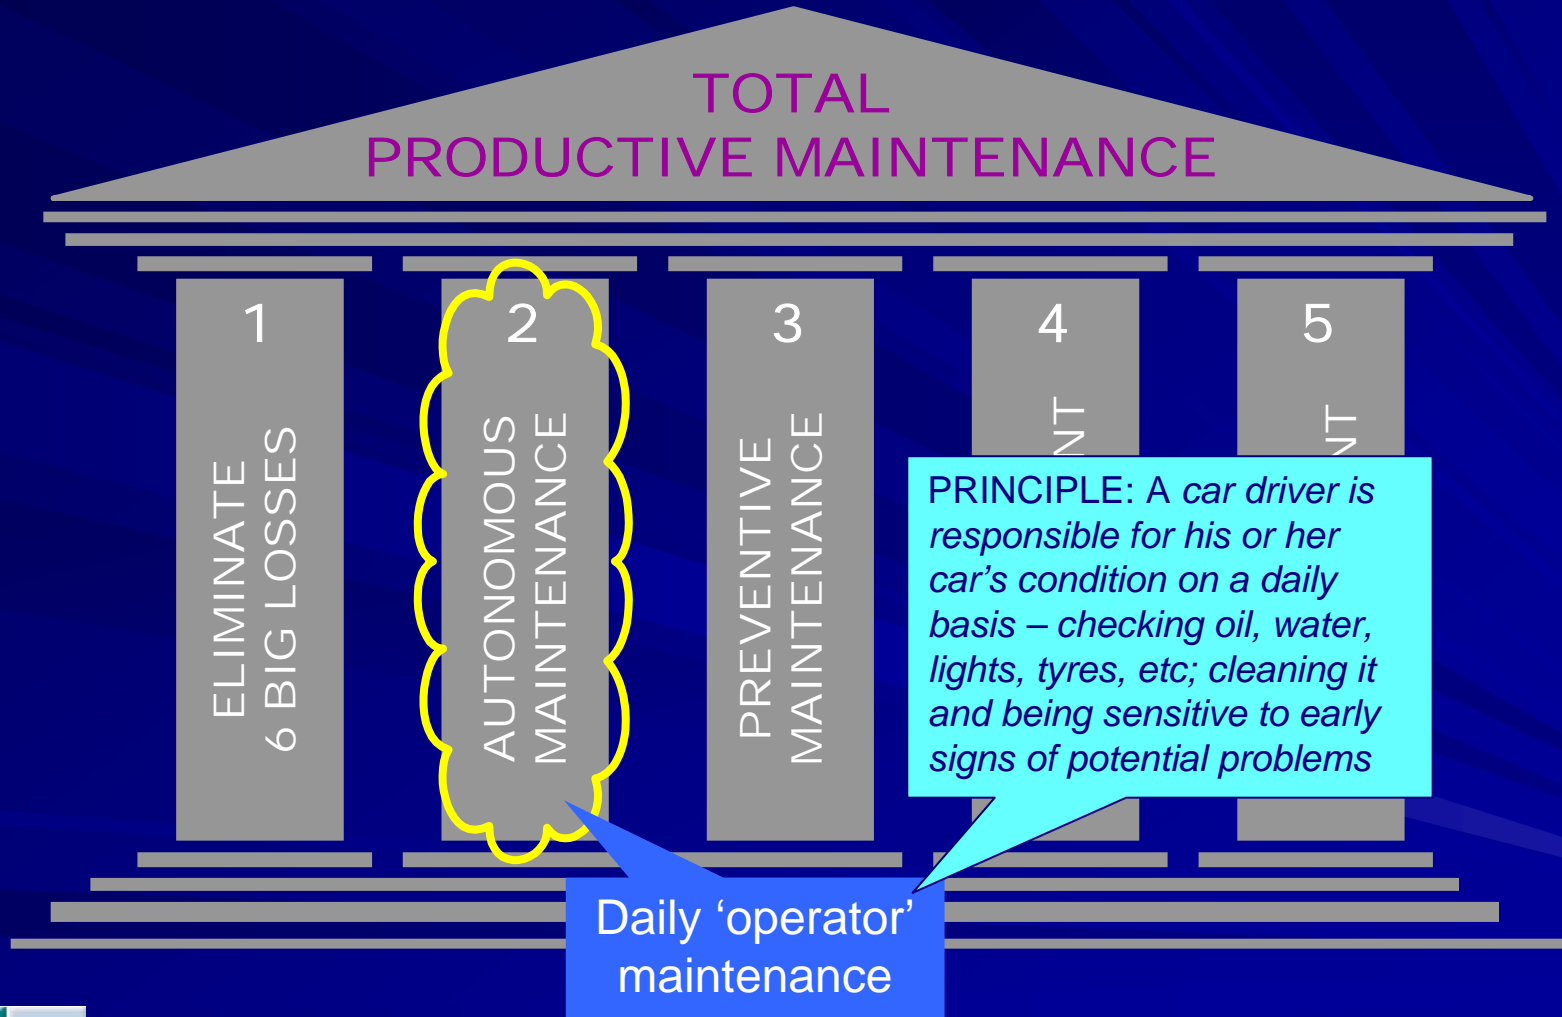 TOTAL
PRODUCTIVE MAINTENANCE
1
ELIMINATE
6 BIG LOSSES
2
AUTONOMOUS
MAINTENANCE
3
PREVENTIVE
MAINTENANCE
4
5
PRINCIPLE: A car driver is
responsible for his or her
car’s condition on a daily
basis – checking oil, water,
lights, tyres, etc; cleaning it
and being sensitive to early
signs of potential problems
Daily ‘operator’
maintenance